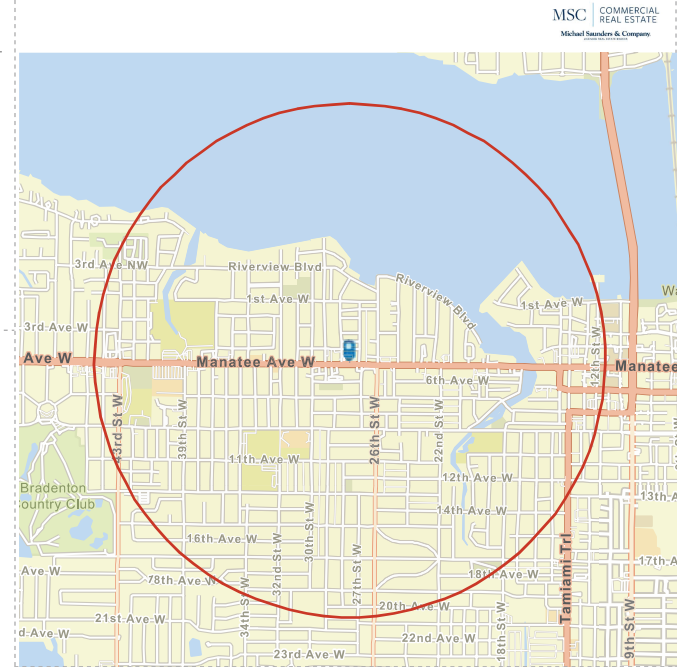 MSC
COMMERCIAL
REAL ESTATE
Michael Saunders & Company
3rd Ave NW
Riverview Blvd
1st Ave W
Riverview Blvd
1st Ave W
Wa
3rd Ave W
12th St W
Ave W
Manatee Ave W
Manatee
6th Ave W
43rd St W
39th St W
26th St W
22nd St W
11th Ave W
12th Ave W
Bradenton
ountry Club
13th A
14th Ave W
16th Ave W
30th St W
32nd St W
Tamiami Trl
17th A
Ave W
78th Ave W
27th St W
18th Ave W
34th St W
20th Ave W
21st Ave W
18th St W
9th St W
d Ave W
22nd Ave W
23rd Ave W